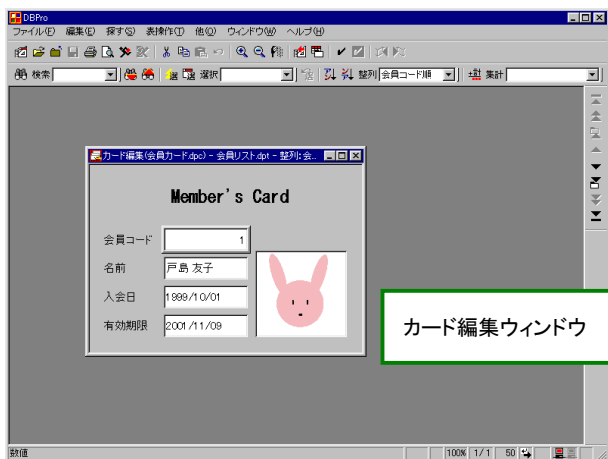 DBPro
ファイル(F) 編集(E) 探す(S) 表操作(T) 他(O) ウィンドウ(W) ヘルプ(H)
検索 選択 整列 会員コード順 集計
カード編集(会員カード.dpc) - 会員リスト.dpt - 整列:会..
Member's Card
会員コード 1
名前 戸島 友子
入会日 1999/10/01
有効期限 2001/11/09
カード編集ウィンドウ
数値 100% 1/1 50